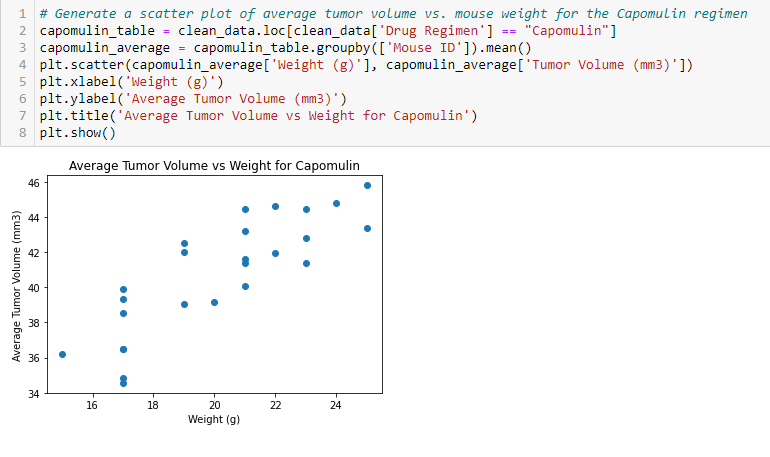 1 # Generate a scatter plot of average tumor volume vs. mouse weight for the Capomulin regimen
2 capomulin_table = clean_data.loc[clean_data['Drug Regimen'] == "Capomulin"]
3 capomulin_average = capomulin_table.groupby(['Mouse ID']).mean()
4 plt.scatter(capomulin_average['Weight (g)'], capomulin_average['Tumor Volume (mm3)'])
5 plt.xlabel('Weight (g)')
6 plt.ylabel('Average Tumor Volume (mm3)')
7 plt.title('Average Tumor Volume vs Weight for Capomulin')
8 plt.show()
Average Tumor Volume vs Weight for Capomulin
Average Tumor Volume (mm3)
46
44
42
40
38
36
34
16 18 20 22 24
Weight (g)